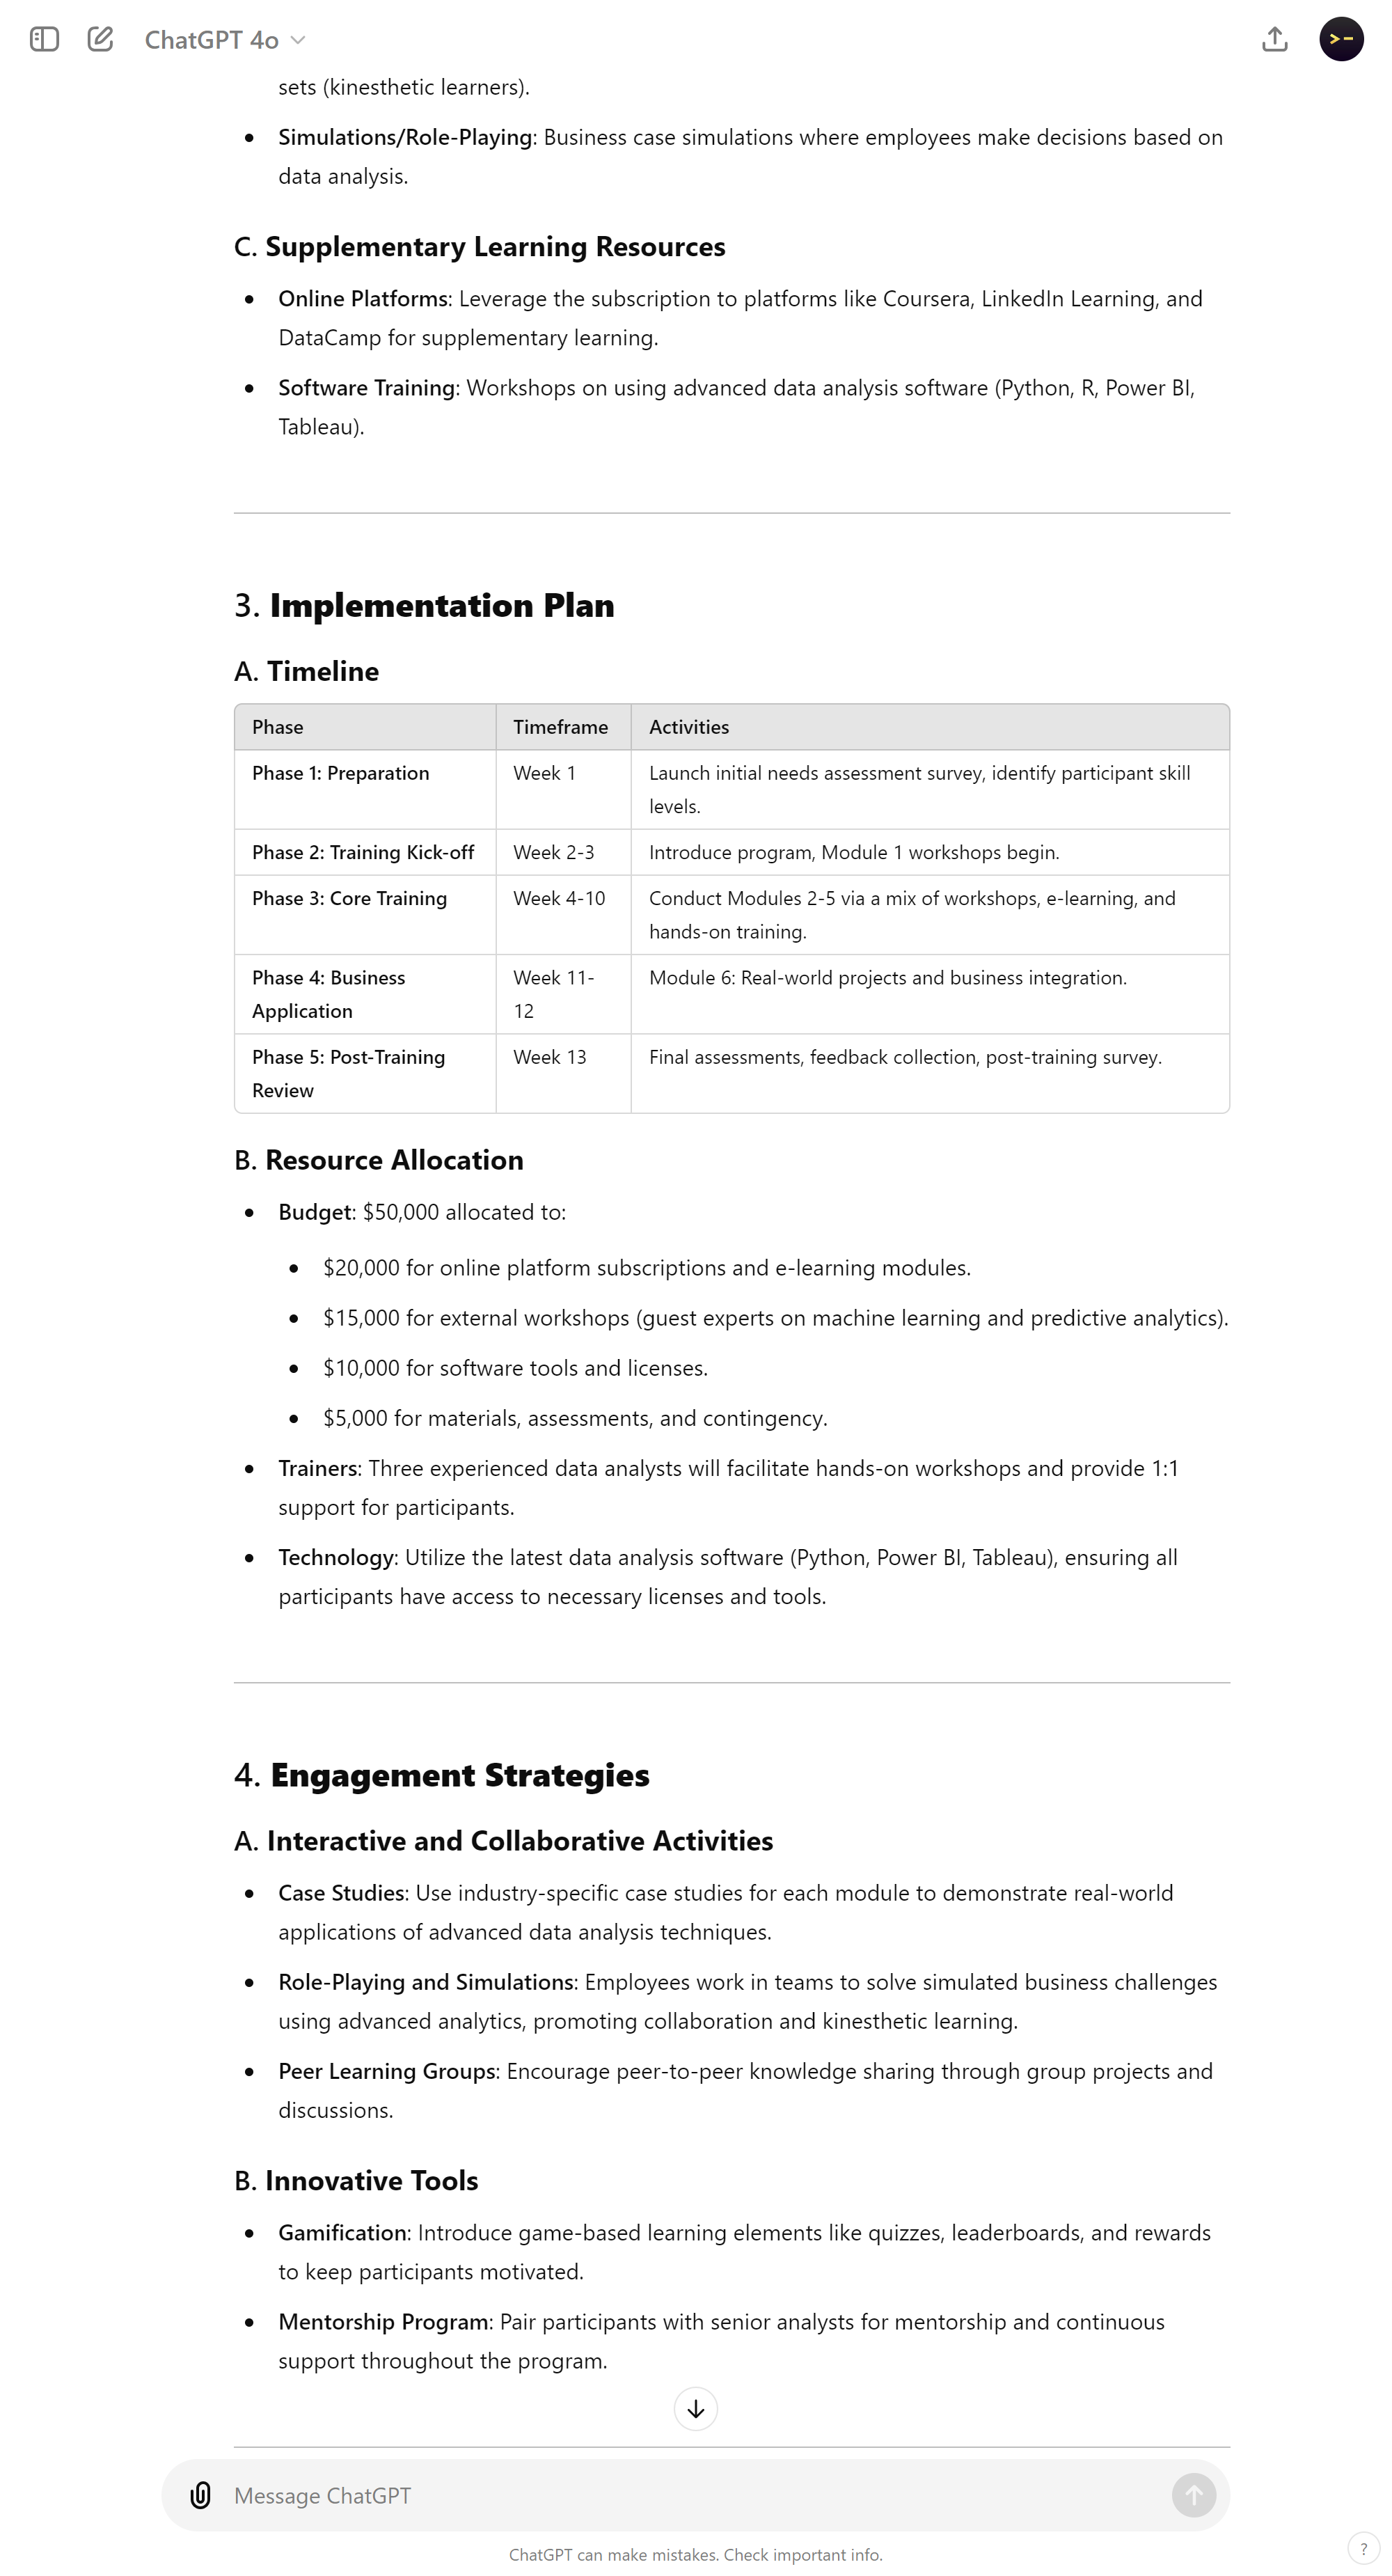 ChatGPT 4o
sets (kinesthetic learners).
Simulations/Role-Playing: Business case simulations where employees make decisions based on
data analysis.
C. Supplementary Learning Resources
Online Platforms: Leverage the subscription to platforms like Coursera, LinkedIn Learning, and
DataCamp for supplementary learning.
Software Training: Workshops on using advanced data analysis software (Python, R, Power BI,
Tableau).
3. Implementation Plan
A. Timeline
Phase Timeframe Activities
Phase 1: Preparation Week 1 Launch initial needs assessment survey, identify participant skill
levels.
Phase 2: Training Kick-off Week 2-3 Introduce program, Module 1 workshops begin.
Phase 3: Core Training Week 4-10 Conduct Modules 2-5 via a mix of workshops, e-learning, and
hands-on training.
Phase 4: Business Week 11- Module 6: Real-world projects and business integration.
Application 12
Phase 5: Post-Training Week 13 Final assessments, feedback collection, post-training survey.
Review
B. Resource Allocation
Budget: $50,000 allocated to:
$20,000 for online platform subscriptions and e-learning modules.
$15,000 for external workshops (guest experts on machine learning and predictive analytics).
$10,000 for software tools and licenses.
$5,000 for materials, assessments, and contingency.
Trainers: Three experienced data analysts will facilitate hands-on workshops and provide 1:1
support for participants.
Technology: Utilize the latest data analysis software (Python, Power BI, Tableau), ensuring all
participants have access to necessary licenses and tools.
4. Engagement Strategies
A. Interactive and Collaborative Activities
Case Studies: Use industry-specific case studies for each module to demonstrate real-world
applications of advanced data analysis techniques.
Role-Playing and Simulations: Employees work in teams to solve simulated business challenges
using advanced analytics, promoting collaboration and kinesthetic learning.
Peer Learning Groups: Encourage peer-to-peer knowledge sharing through group projects and
discussions.
B. Innovative Tools
Gamification: Introduce game-based learning elements like quizzes, leaderboards, and rewards
to keep participants motivated.
Mentorship Program: Pair participants with senior analysts for mentorship and continuous
support throughout the program.
Message ChatGPT
ChatGPT can make mistakes. Check important info.
?